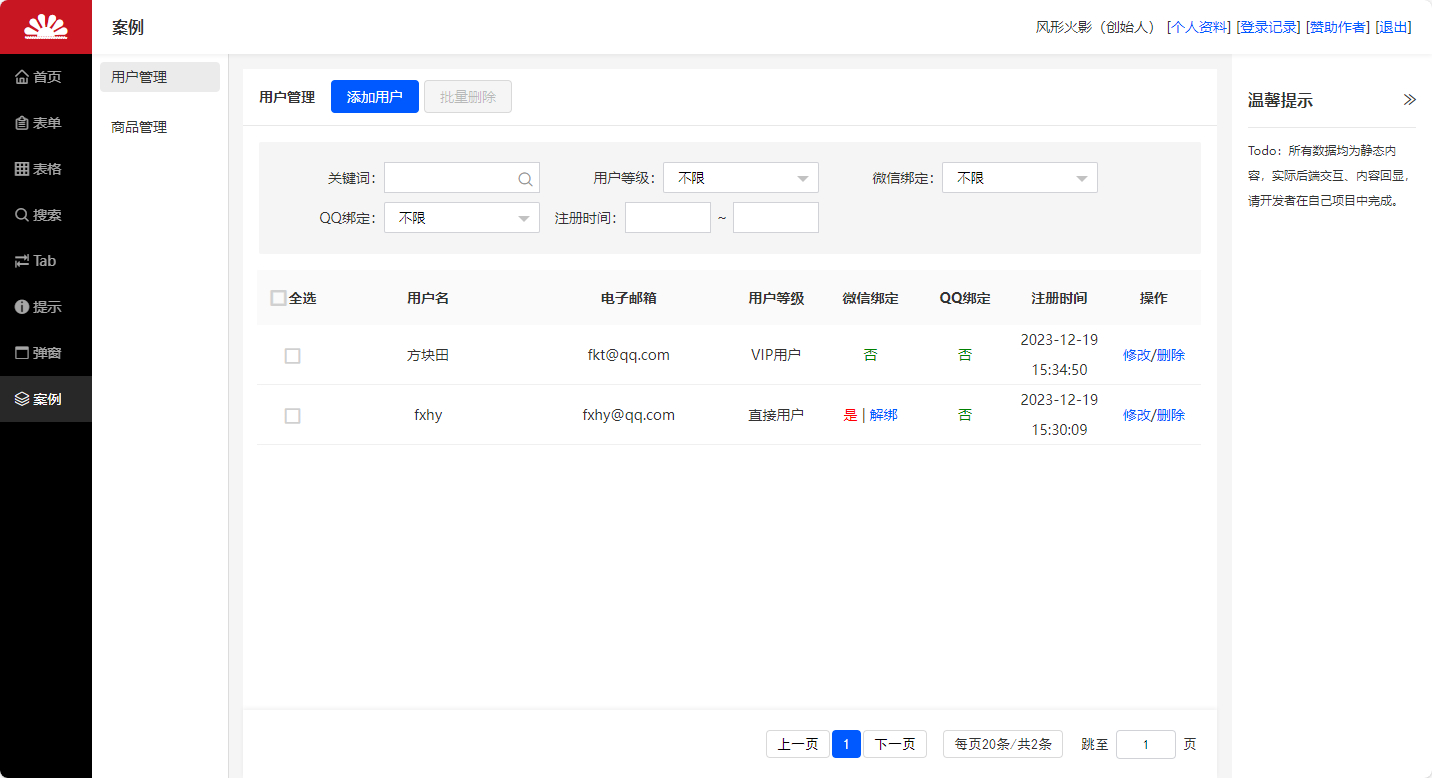 案例
风形火影（创始人） [个人资料] [登录记录] [赞助作者] [退出]
首页
表单
表格
搜索
Tab
提示
弹窗
案例
用户管理
商品管理
用户管理 添加用户 批量删除
关键词： 用户等级： 不限 微信绑定： 不限
QQ绑定： 不限 注册时间： ~
全选 用户名 电子邮箱 用户等级 微信绑定 QQ绑定 注册时间 操作
方块田 fkt@qq.com VIP用户 否 否 2023-12-19 15:34:50 修改/删除
fxhy fxhy@qq.com 直接用户 是 | 解绑 否 2023-12-19 15:30:09 修改/删除
上一页 1 下一页 每页20条/共2条 跳至 1 页
温馨提示
Todo：所有数据均为静态内
容，实际后端交互、内容回显，
请开发者在自己项目中完成。